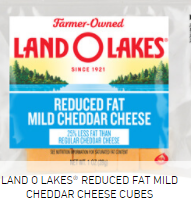 Farmer-Owned
LAND O LAKES®
SINCE 1921
REDUCED FAT
MILD CHEDDAR CHEESE
25% LESS FAT THAN
REGULAR CHEDDAR CHEESE
LAND O LAKES® REDUCED FAT MILD
CHEDDAR CHEESE CUBES